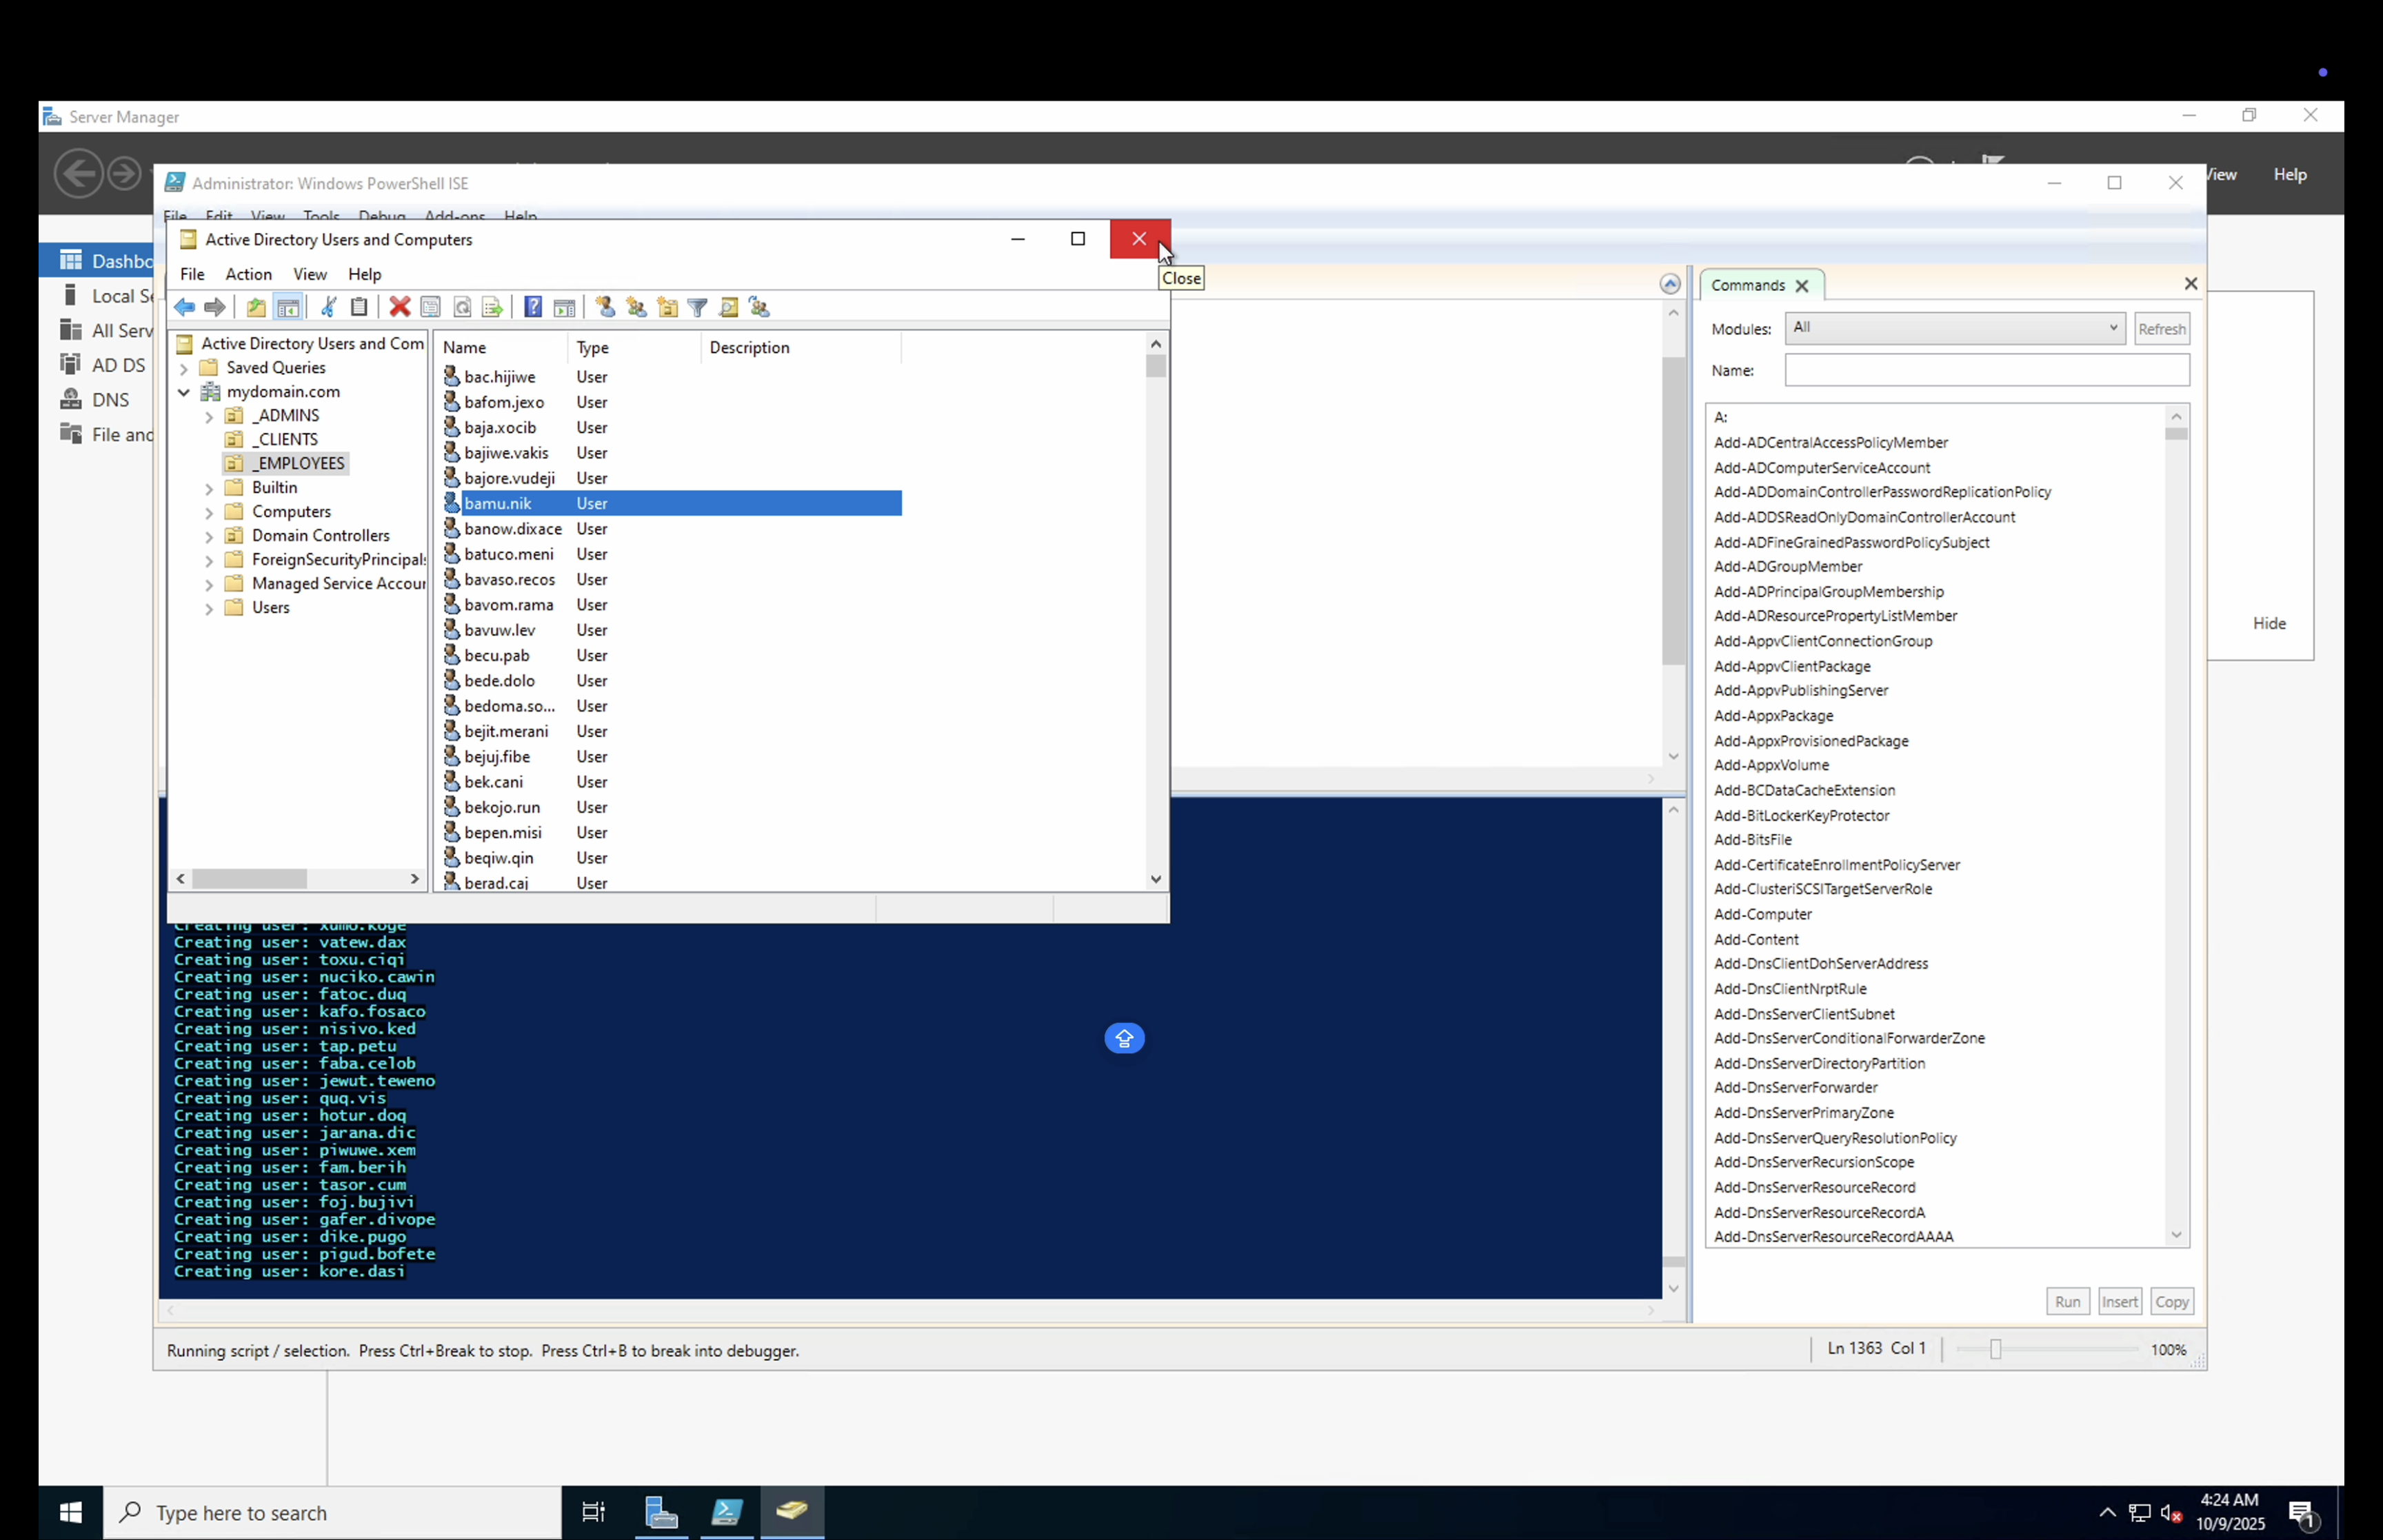 Server Manager
View
Help
Administrator: Windows PowerShell ISE
File Edit View Tools Debug Add-ons Help
Active Directory Users and Computers
Close
File Action View Help
Dashbo
Local Se
All Serv
AD DS
DNS
File and
Active Directory Users and Com
Saved Queries
mydomain.com
_ADMINS
_CLIENTS
_EMPLOYEES
Builtin
Computers
Domain Controllers
ForeignSecurityPrincipals
Managed Service Accour
Users
Name Type Description
bac.hijiwe User
bafom.jexo User
baja.xocib User
bajiwe.vakis User
bajore.vudeji User
bamu.nik User
banow.dixace User
batuco.meni User
bavaso.recos User
bavom.rama User
bavuw.lev User
becu.pab User
bede.dolo User
bedoma.so... User
bejit.merani User
bejuj.fibe User
bek.cani User
bekojo.run User
bepen.misi User
beqiw.qin User
berad.caj User
Creating user: xumo.koge
Creating user: vatew.dax
Creating user: toxu.ciqi
Creating user: nuciko.cawin
Creating user: fatoc.duq
Creating user: kafo.fosaco
Creating user: nisivo.ked
Creating user: tap.petu
Creating user: faba.celob
Creating user: jewut.teweno
Creating user: quq.vis
Creating user: hotur.doq
Creating user: jarana.dic
Creating user: piwuwe.xem
Creating user: fam.berih
Creating user: tasor.cum
Creating user: foj.bujivi
Creating user: gafer.divope
Creating user: dike.pugo
Creating user: pigud.bofete
Creating user: kore.dasi
Commands
Modules: All Refresh
Name:
A:
Add-ADCentralAccessPolicyMember
Add-ADComputerServiceAccount
Add-ADDomainControllerPasswordReplicationPolicy
Add-ADDSReadOnlyDomainControllerAccount
Add-ADFineGrainedPasswordPolicySubject
Add-ADGroupMember
Add-ADPrincipalGroupMembership
Add-ADResourcePropertyListMember
Add-AppvClientConnectionGroup
Add-AppvClientPackage
Add-AppvPublishingServer
Add-AppxPackage
Add-AppxProvisionedPackage
Add-AppxVolume
Add-BCDataCacheExtension
Add-BitLockerKeyProtector
Add-BitsFile
Add-CertificateEnrollmentPolicyServer
Add-ClusteriSCSITargetServerRole
Add-Computer
Add-Content
Add-DnsClientDohServerAddress
Add-DnsClientNrptRule
Add-DnsServerClientSubnet
Add-DnsServerConditionalForwarderZone
Add-DnsServerDirectoryPartition
Add-DnsServerForwarder
Add-DnsServerPrimaryZone
Add-DnsServerQueryResolutionPolicy
Add-DnsServerRecursionScope
Add-DnsServerResourceRecord
Add-DnsServerResourceRecordA
Add-DnsServerResourceRecordAAAA
Run Insert Copy
Hide
Running script / selection. Press Ctrl+Break to stop. Press Ctrl+B to break into debugger.
Ln 1363 Col 1
100%
Type here to search
4:24 AM
10/9/2025
1